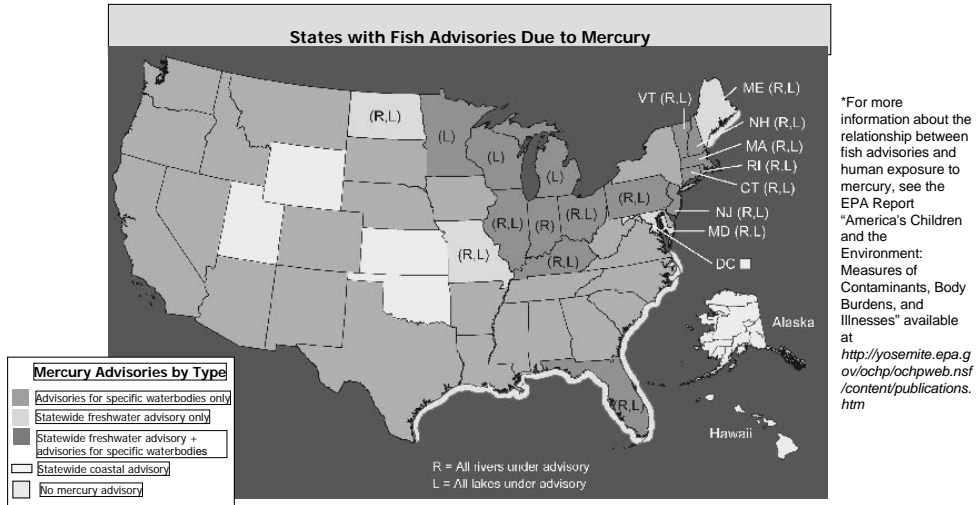 States with Fish Advisories Due to Mercury
VT (R,L)
ME (R,L)
NH (R,L)
MA (R,L)
RI (R,L)
CT (R,L)
NJ (R,L)
MD (R,L)
DC
(R,L)
(L)
(L)
(L)
(R,L)
(R)
(R,L)
(R,L)
(R,L)
(R,L)
(R,L)
Alaska
Hawaii
R = All rivers under advisory
L = All lakes under advisory
Mercury Advisories by Type
Advisories for specific waterbodies only
Statewide freshwater advisory only
Statewide freshwater advisory +
advisories for specific waterbodies
Statewide coastal advisory
No mercury advisory
*For more
information about the
relationship between
fish advisories and
human exposure to
mercury, see the
EPA Report
“America's Children
and the
Environment:
Measures of
Contaminants, Body
Burdens, and
Illnesses” available
at
http://yosemite.epa.g
ov/ochp/ochpweb.nsf
/content/publications.
htm